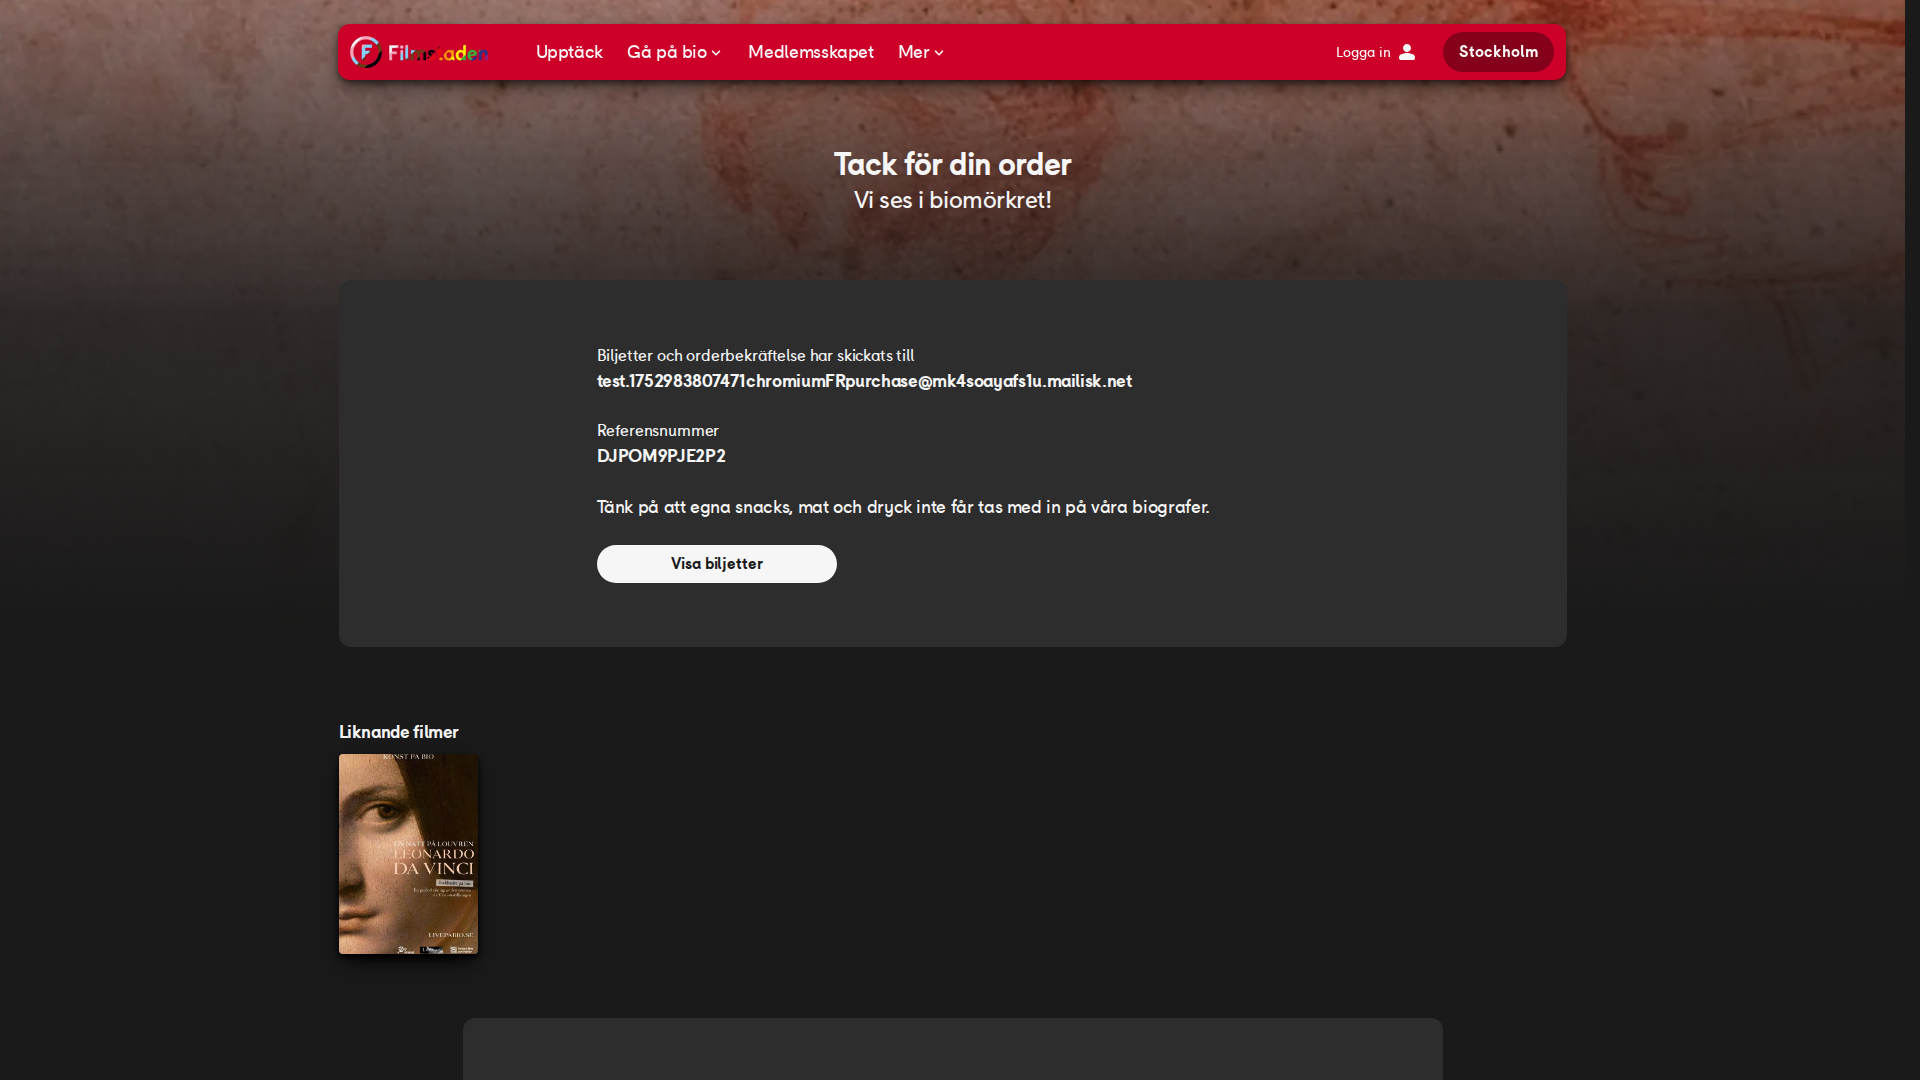 Filmstaden
Upptäck
Gå på bio
Medlemsskapet
Mer
Logga in
Stockholm
Tack för din order
Vi ses i biomörkret!
Biljetter och orderbekräftelse har skickats till
test.1752983807471chromiumFRpurchase@mk4soayafs1u.mailisk.net
Referensnummer
DJPOM9PJE2P2
Tänk på att egna snacks, mat och dryck inte får tas med in på våra biografer.
Visa biljetter
Liknande filmer
KONST PÅ BIO
EN NATT PÅ LOUVREN
LEONARDO
DA VINCI
LIVEPABIO.SE